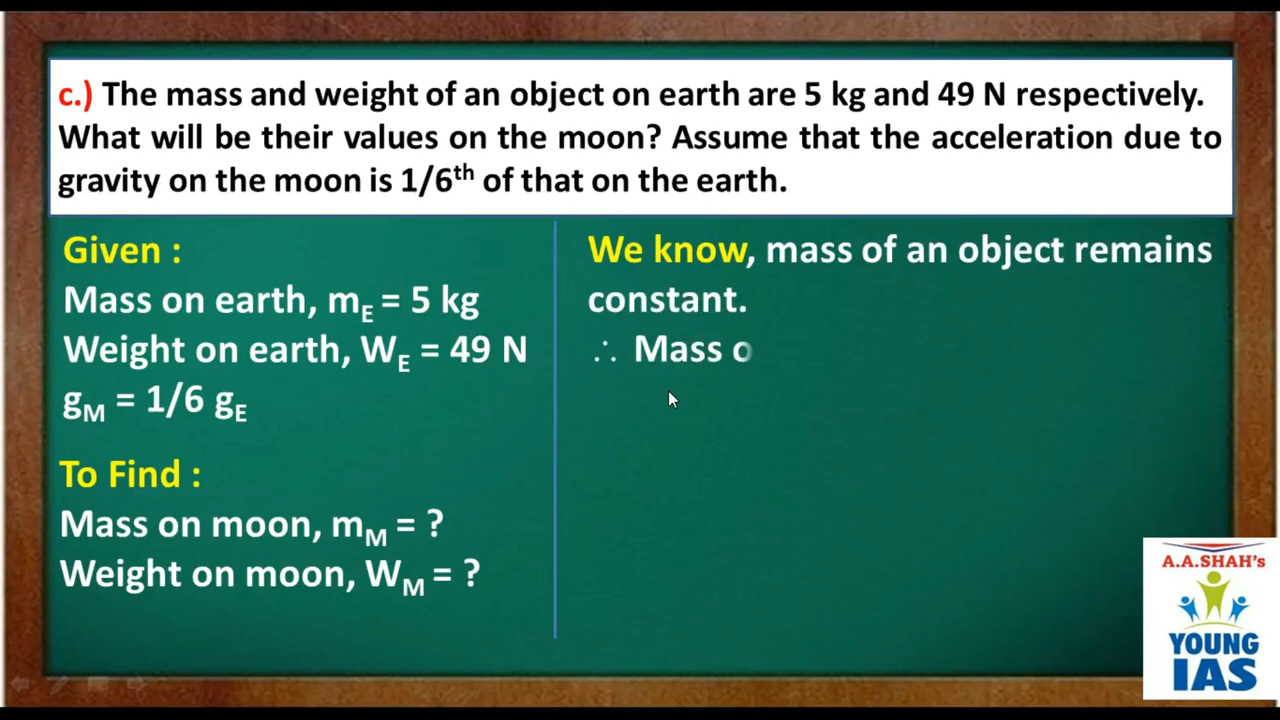 c.) The mass and weight of an object on earth are 5 kg and 49 N respectively.
What will be their values on the moon? Assume that the acceleration due to
gravity on the moon is 1/6th of that on the earth.
Given :
Mass on earth, mE = 5 kg
Weight on earth, WE = 49 N
gM = 1/6 gE
To Find :
Mass on moon, mM = ?
Weight on moon, WM = ?
We know, mass of an object remains
constant.
∴ Mass o
A.A.SHAH's
YOUNG
IAS